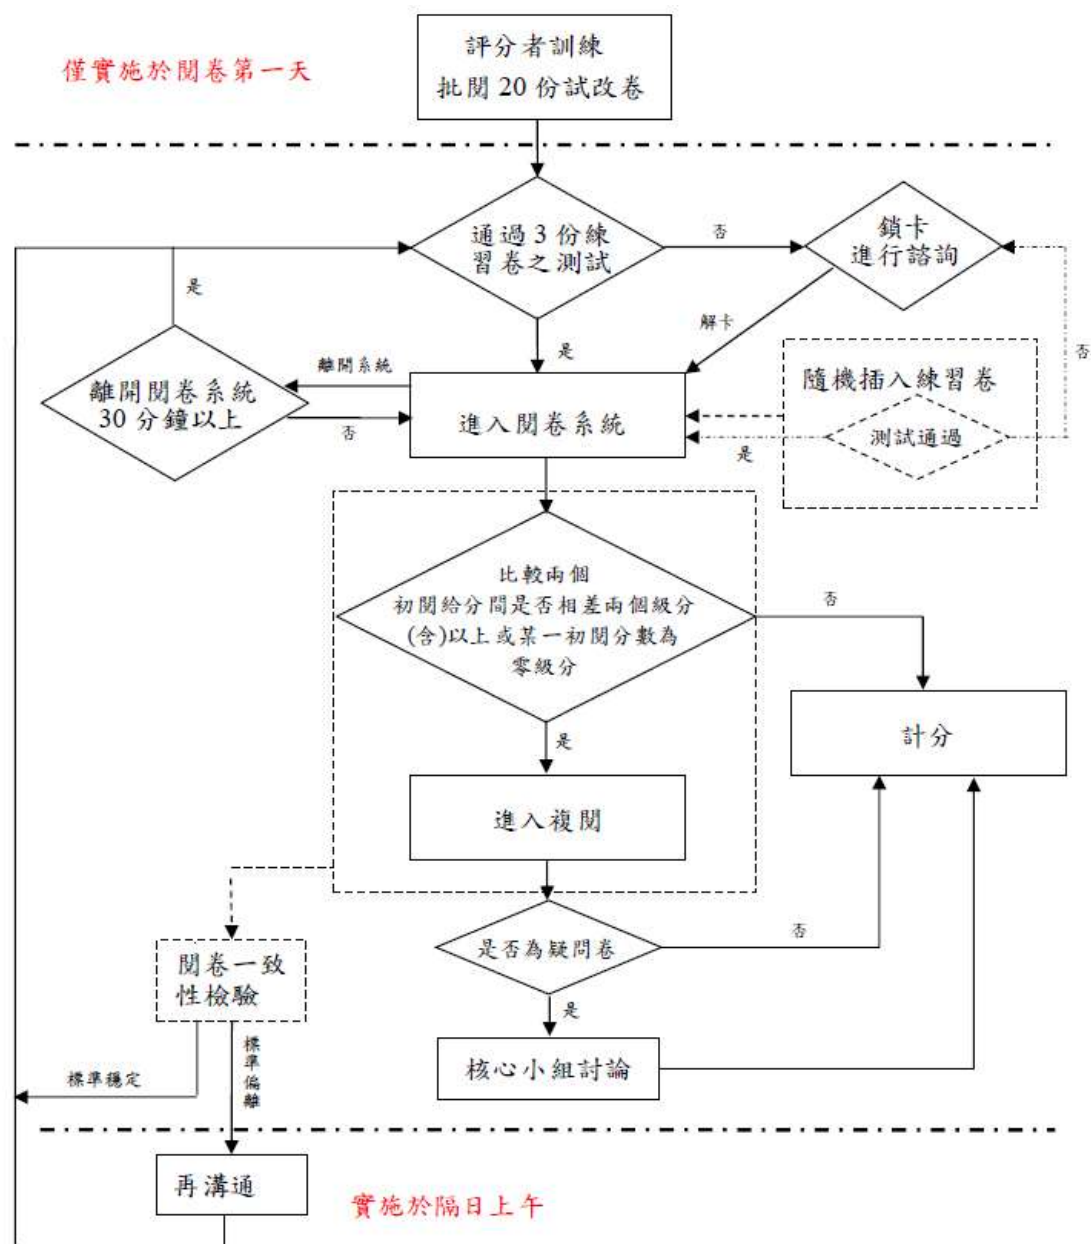 評分者訓練
批閱 20 份試改卷
僅實施於閱卷第一天
通過 3 份練
習卷之測試
否
鎖卡
進行諮詢
是
解卡
是
否
離開系統
離開閱卷系統
30 分鐘以上
否
進入閱卷系統
隨機插入練習卷
測試通過
是
比較兩個
初閱給分間是否相差兩個級分
(含)以上或某一初閱分數為
零級分
否
是
計分
進入複閱
是否為疑問卷
否
是
核心小組討論
閱卷一致
性檢驗
標準穩定
標準偏離
再溝通
實施於隔日上午